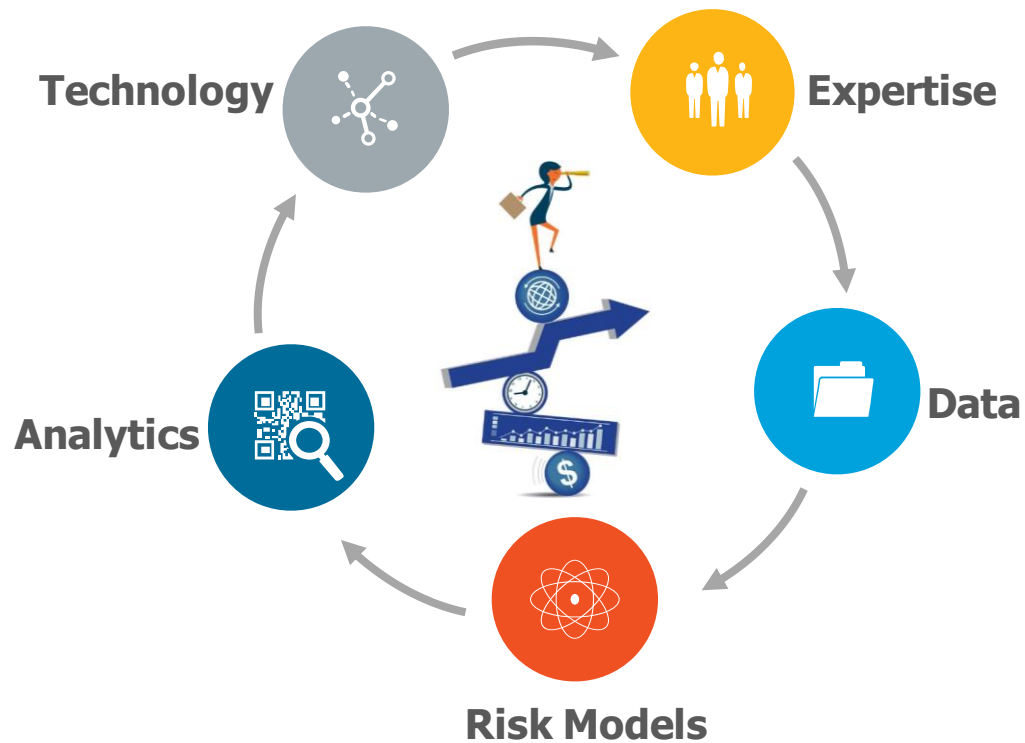 Technology
Expertise
Analytics
Data
$
Risk Models